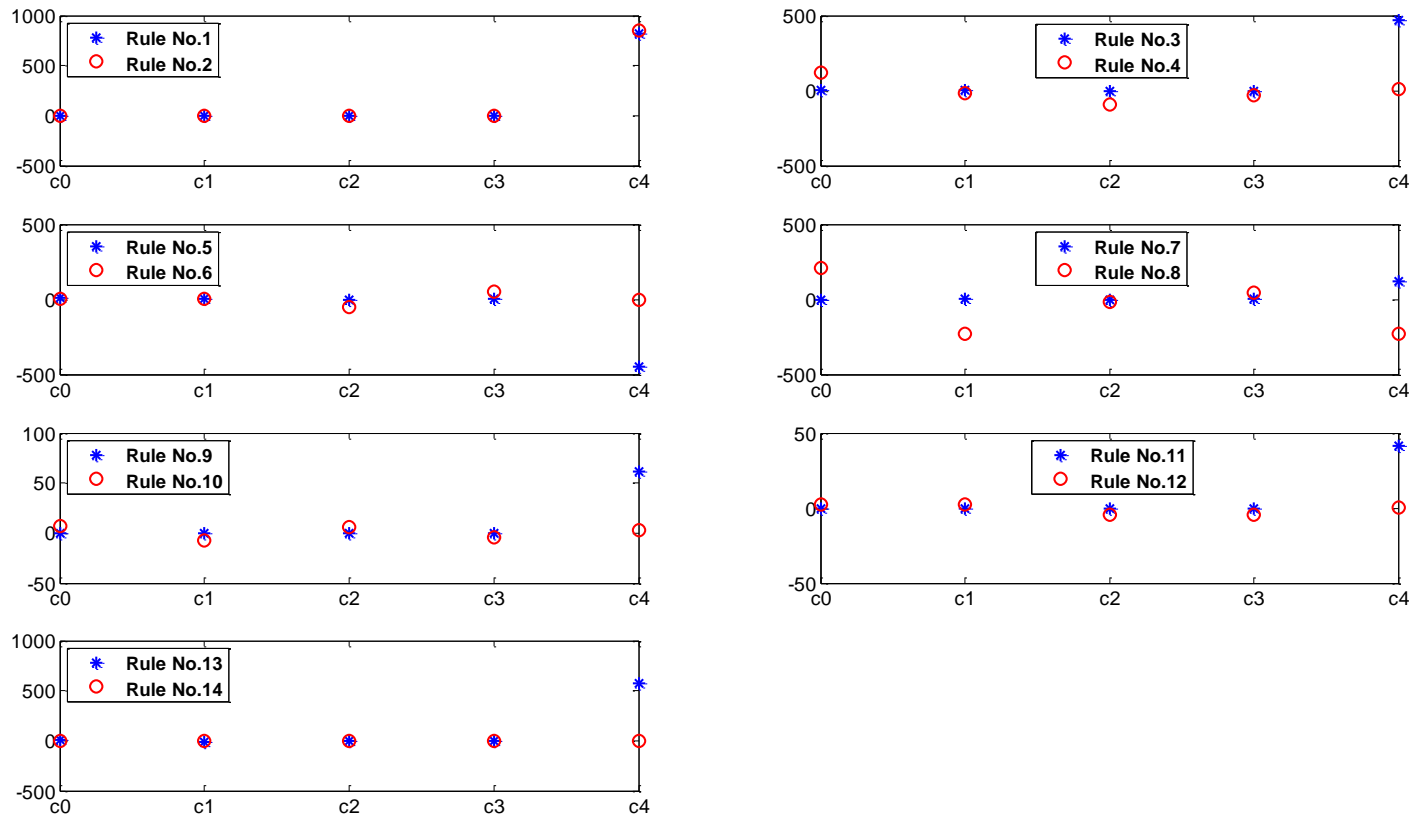 1000
500
0
-500
Rule No.1
Rule No.2
c0 c1 c2 c3 c4
500
0
-500
Rule No.3
Rule No.4
c0 c1 c2 c3 c4
500
0
-500
Rule No.5
Rule No.6
c0 c1 c2 c3 c4
500
0
-500
Rule No.7
Rule No.8
c0 c1 c2 c3 c4
100
50
0
-50
Rule No.9
Rule No.10
c0 c1 c2 c3 c4
50
0
-50
Rule No.11
Rule No.12
c0 c1 c2 c3 c4
1000
500
0
-500
Rule No.13
Rule No.14
c0 c1 c2 c3 c4